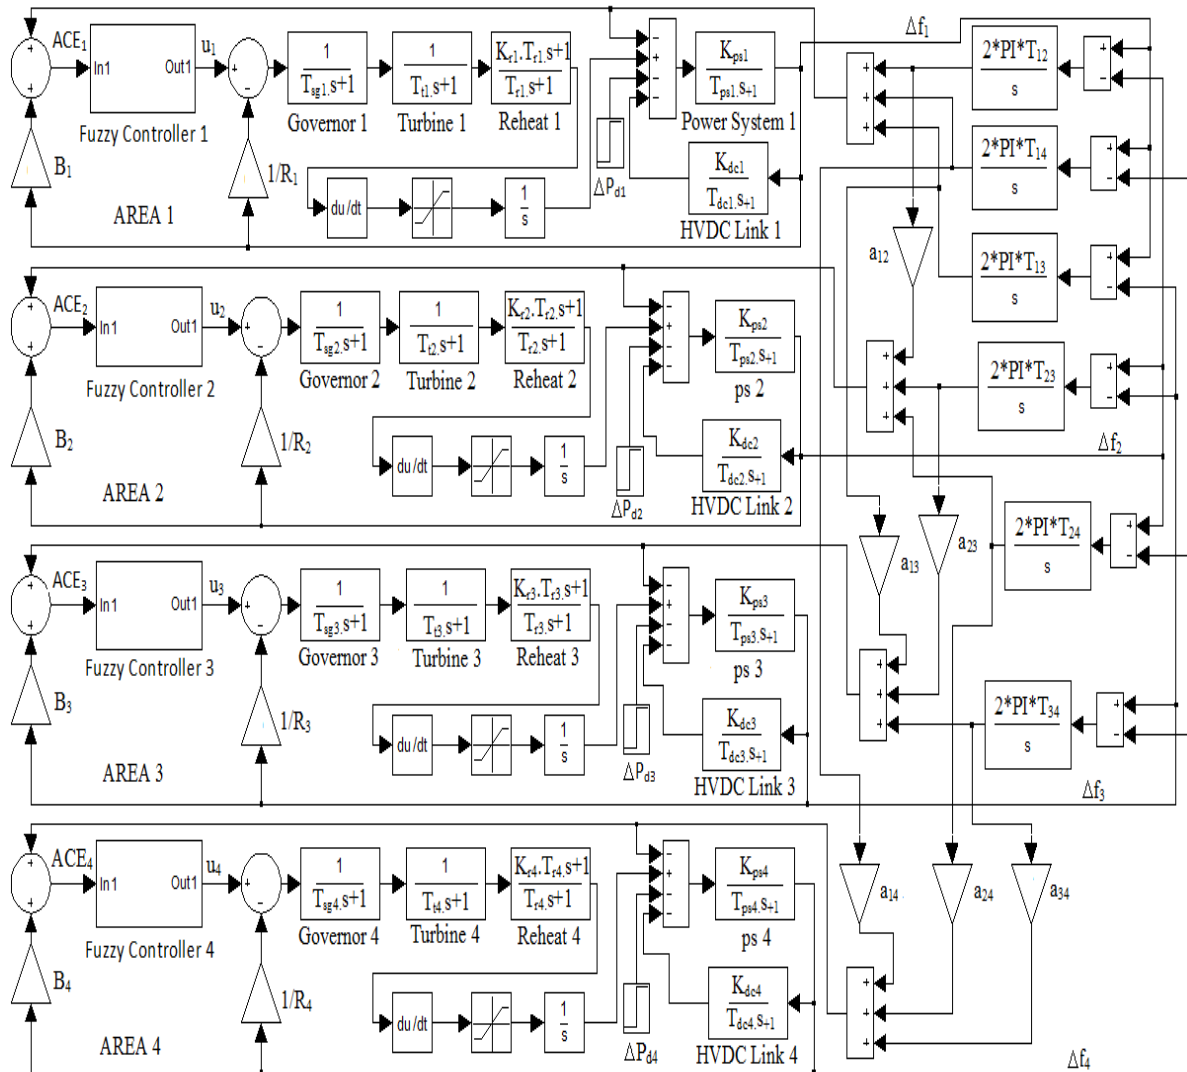 ACE₁
In1 Out1
Fuzzy Controller 1
u₁
+ +
+ −
B₁
1/R₁
AREA 1
1
Tsg1.s+1
Governor 1
1
Tt1.s+1
Turbine 1
Kr1.Tr1.s+1
Tr1.s+1
Reheat 1
du/dt
1
s
ΔPd1
− + − −
Kps1
Tps1.s+1
Power System 1
Kdc1
Tdc1.s+1
HVDC Link 1
Δf₁
+ + +
2*PI*T12
s
+ −
2*PI*T14
s
+ −
2*PI*T13
s
+ −
a12
ACE₂
In1 Out1
Fuzzy Controller 2
u₂
+ +
+ −
B₂
1/R₂
AREA 2
1
Tsg2.s+1
Governor 2
1
Tt2.s+1
Turbine 2
Kr2.Tr2.s+1
Tr2.s+1
Reheat 2
du/dt
1
s
ΔPd2
− + − −
Kps2
Tps2.s+1
ps 2
Kdc2
Tdc2.s+1
HVDC Link 2
+ + +
2*PI*T23
s
+ −
Δf₂
2*PI*T24
s
+ −
a13
a23
ACE₃
In1 Out1
Fuzzy Controller 3
u₃
+ +
+ −
B₃
1/R₃
AREA 3
1
Tsg3.s+1
Governor 3
1
Tt3.s+1
Turbine 3
Kr3.Tr3.s+1
Tr3.s+1
Reheat 3
du/dt
1
s
ΔPd3
− + − −
Kps3
Tps3.s+1
ps 3
Kdc3
Tdc3.s+1
HVDC Link 3
+ + +
2*PI*T34
s
+ −
Δf₃
ACE₄
In1 Out1
Fuzzy Controller 4
u₄
+ +
+ −
B₄
1/R₄
AREA 4
1
Tsg4.s+1
Governor 4
1
Tt4.s+1
Turbine 4
Kr4.Tr4.s+1
Tr4.s+1
Reheat 4
du/dt
1
s
ΔPd4
− + − −
Kps4
Tps4.s+1
ps 4
Kdc4
Tdc4.s+1
HVDC Link 4
a14
a24
a34
+ + +
Δf₄